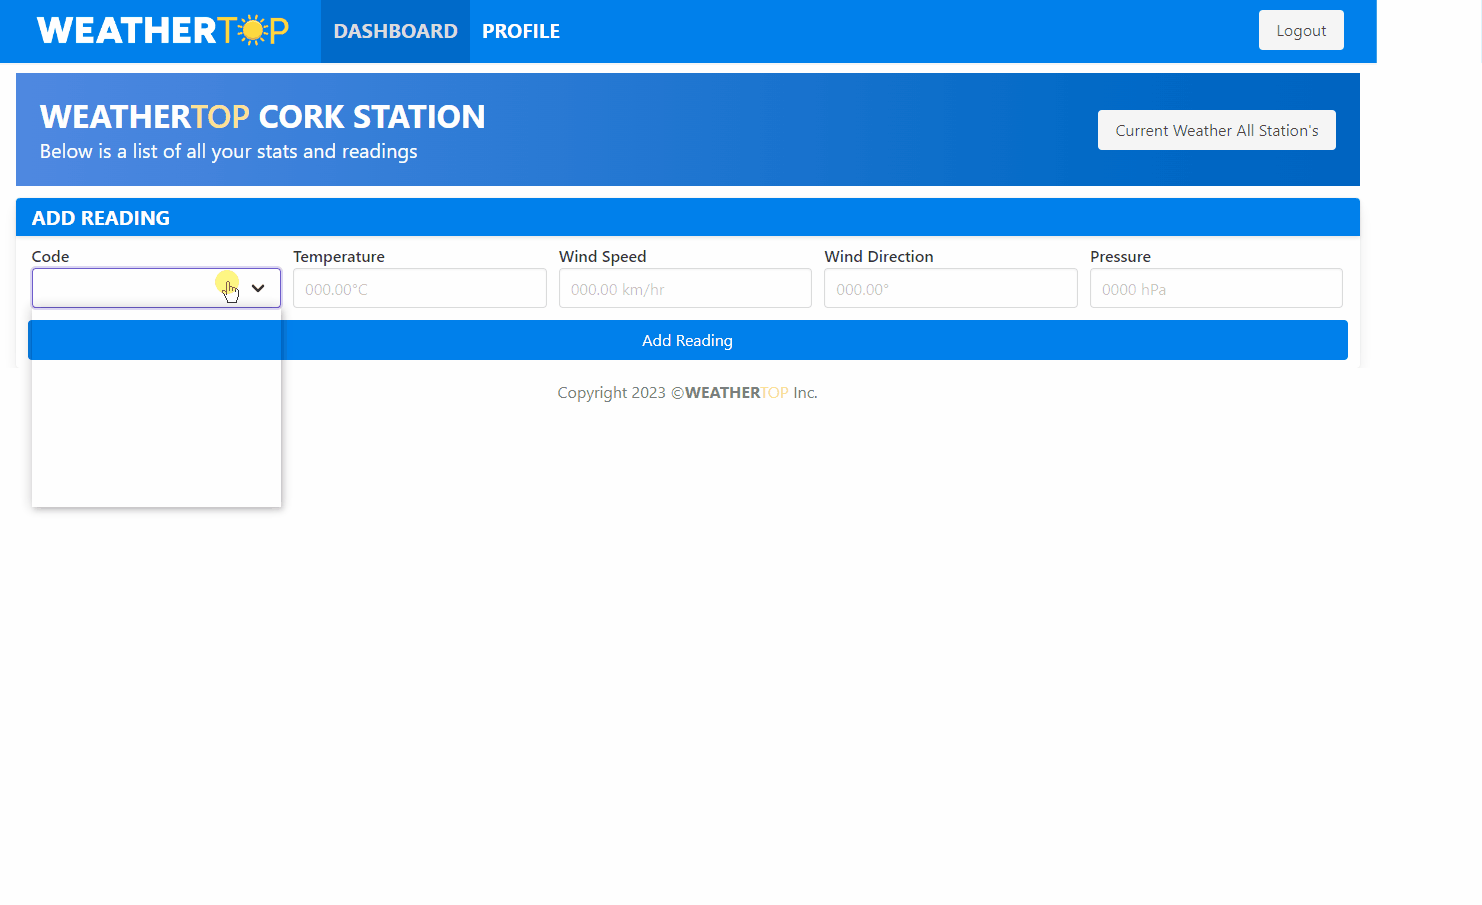 WEATHERTOP DASHBOARD PROFILE Logout
WEATHERTOP CORK STATION
Below is a list of all your stats and readings
Current Weather All Station's
ADD READING
Code Temperature Wind Speed Wind Direction Pressure
000.00°C 000.00 km/hr 000.00° 0000 hPa
Add Reading
Copyright 2023 ©WEATHERTOP Inc.